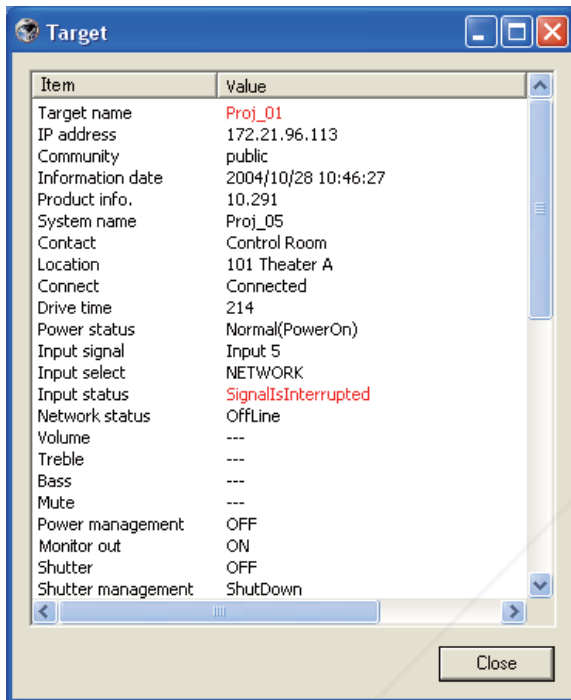 Target
Item Value
Target name Proj_01
IP address 172.21.96.113
Community public
Information date 2004/10/28 10:46:27
Product info. 10.291
System name Proj_05
Contact Control Room
Location 101 Theater A
Connect Connected
Drive time 214
Power status Normal(PowerOn)
Input signal Input 5
Input select NETWORK
Input status SignalIsInterrupted
Network status OffLine
Volume ---
Treble ---
Bass ---
Mute ---
Power management OFF
Monitor out ON
Shutter OFF
Shutter management ShutDown
Close